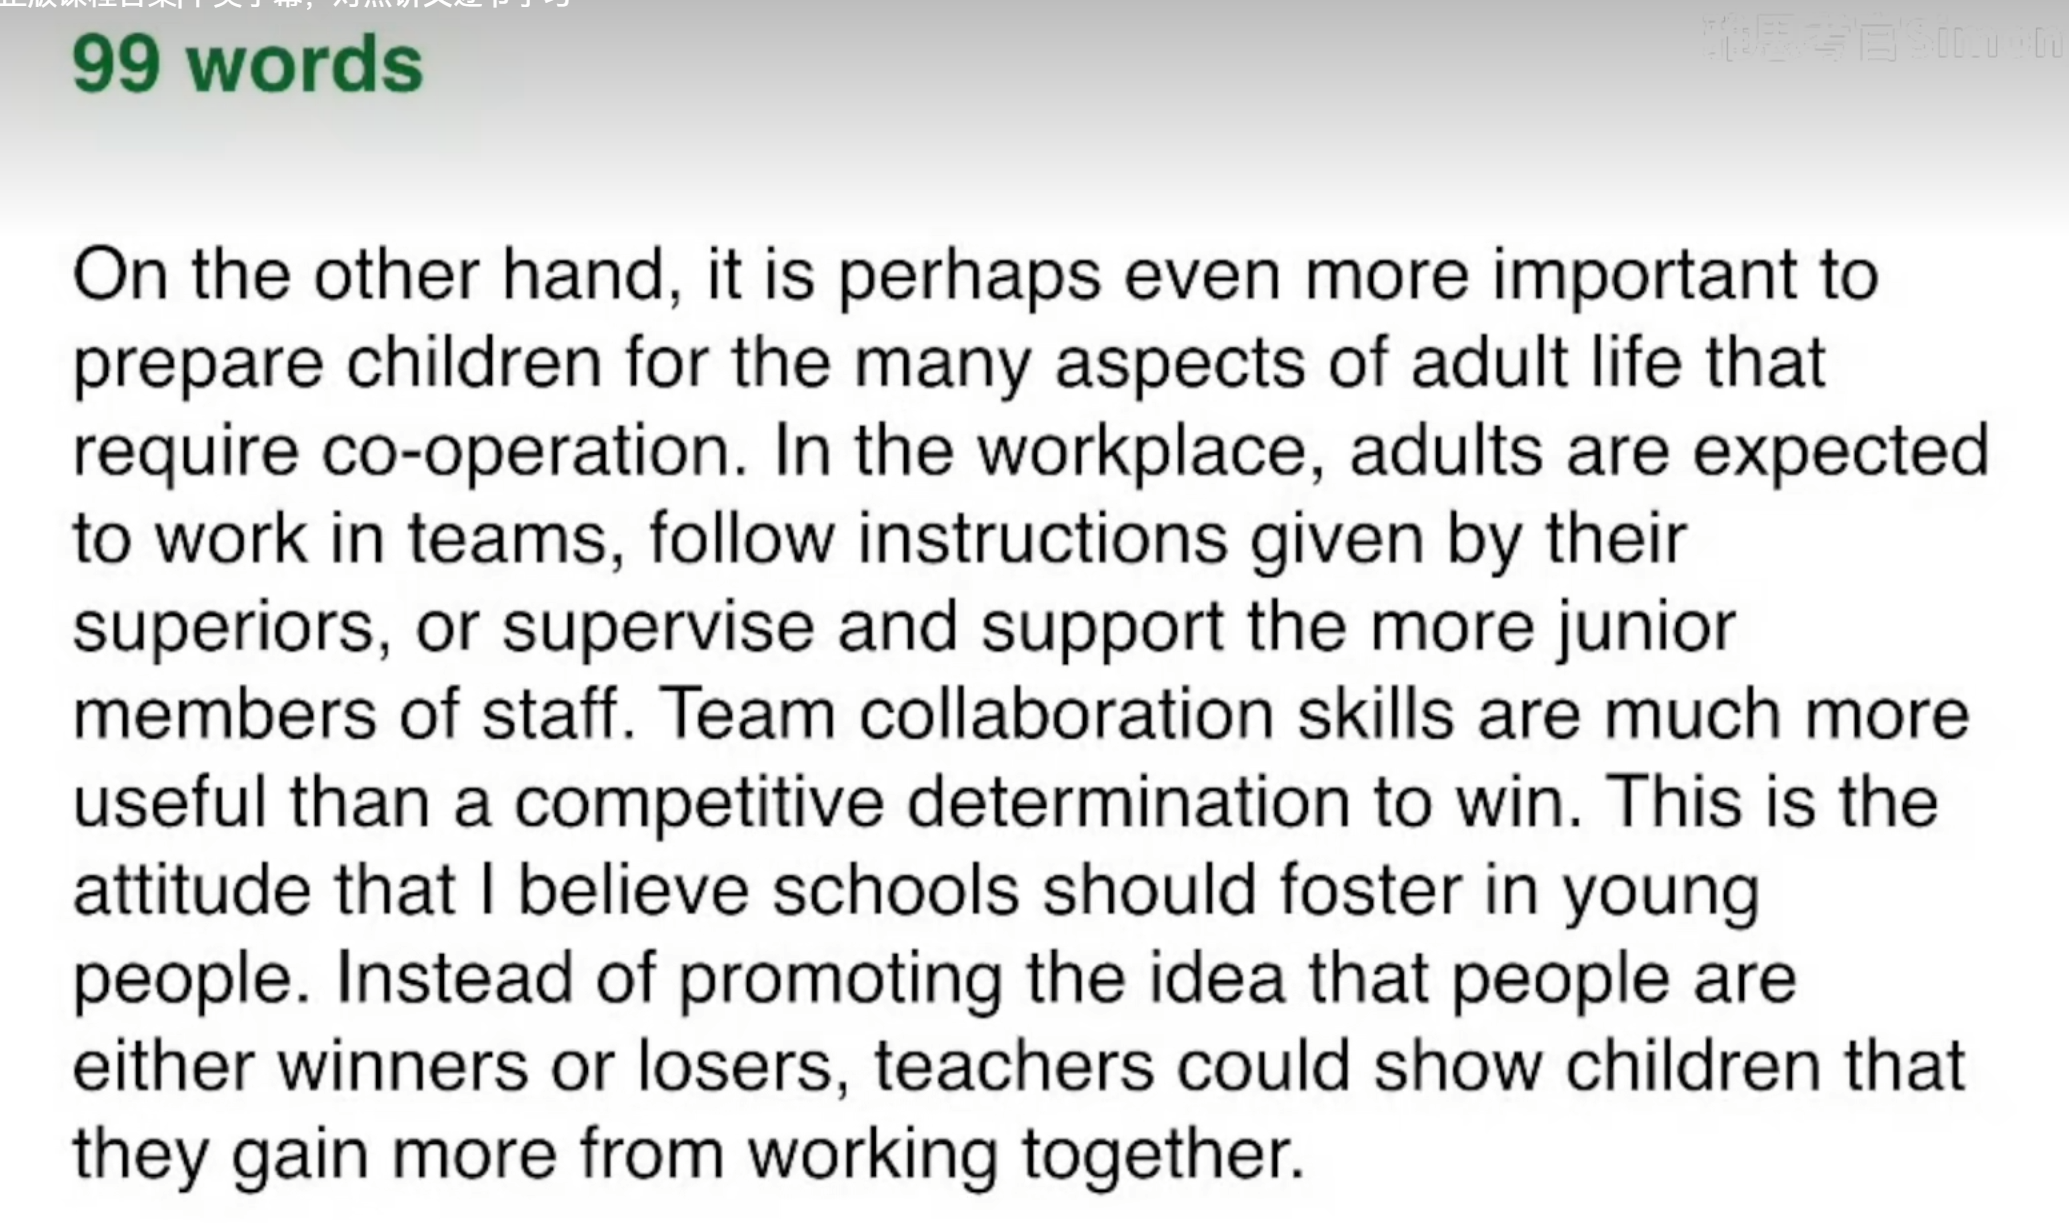 99 words
On the other hand, it is perhaps even more important to
prepare children for the many aspects of adult life that
require co-operation. In the workplace, adults are expected
to work in teams, follow instructions given by their
superiors, or supervise and support the more junior
members of staff. Team collaboration skills are much more
useful than a competitive determination to win. This is the
attitude that I believe schools should foster in young
people. Instead of promoting the idea that people are
either winners or losers, teachers could show children that
they gain more from working together.